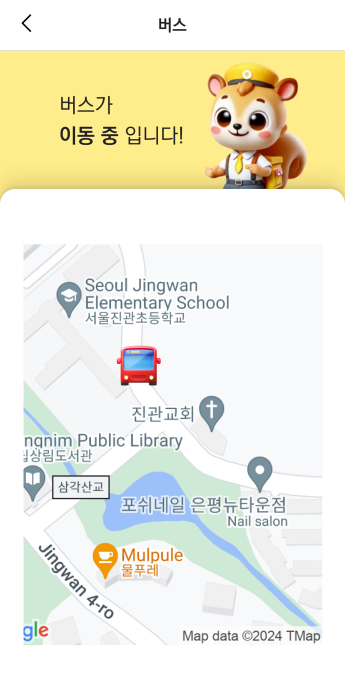 버스
버스가
이동 중 입니다!
Seoul Jingwan
Elementary School
서울진관초등학교
진관교회
ngnim Public Library
립상림도서관
삼각산교
포쉬네일 은평뉴타운점
Nail salon
Mulpule
물푸레
Jingwan 4-ro
gle
Map data ©2024 TMap